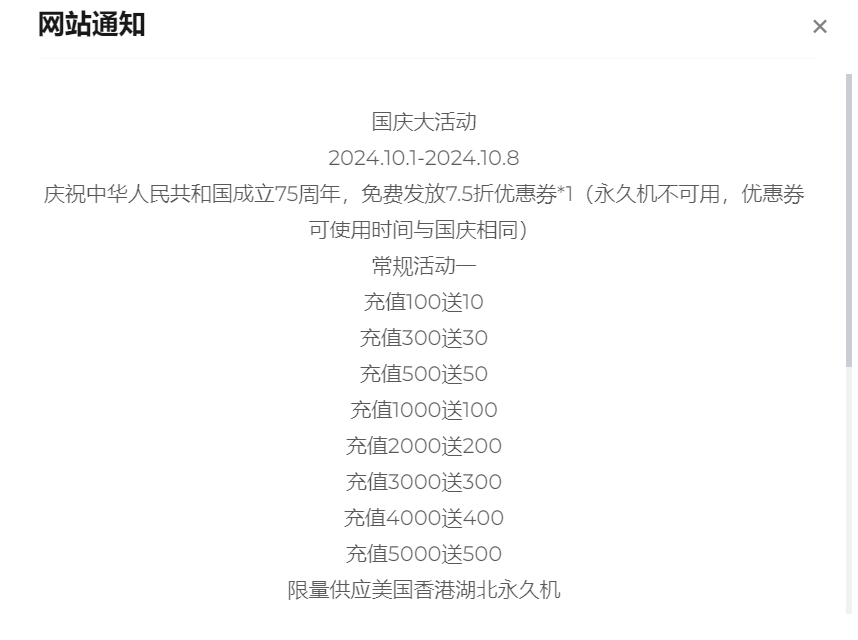 网站通知
×
国庆大活动
2024.10.1-2024.10.8
庆祝中华人民共和国成立75周年，免费发放7.5折优惠券*1（永久机不可用，优惠券
可使用时间与国庆相同）
常规活动一
充值100送10
充值300送30
充值500送50
充值1000送100
充值2000送200
充值3000送300
充值4000送400
充值5000送500
限量供应美国香港湖北永久机